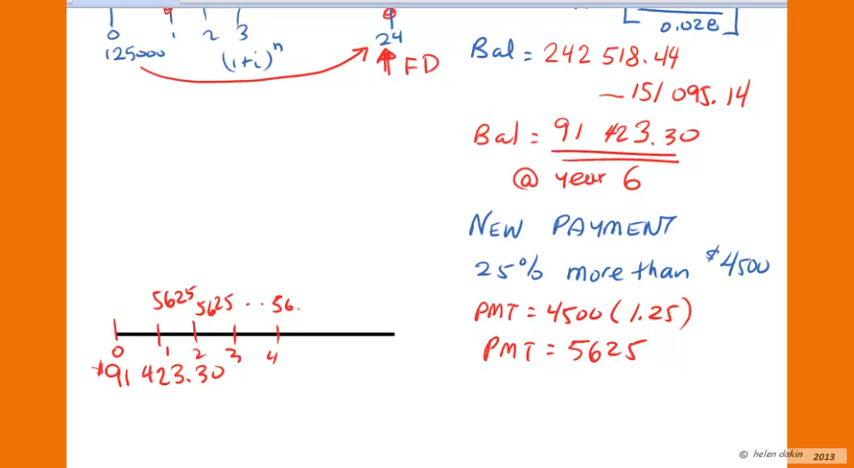 0 1 2 3 24
125000 (1+i)^n
FD
0.028
Bal = 242 518.44
— 151 095.14
Bal = 91 423.30
@ year 6
NEW PAYMENT
25% more than $4500
PMT = 4500(1.25)
PMT = 5625
5625 5625 .. 56.
0 1 2 3 4
$91 423.30
© helen dakin 2013